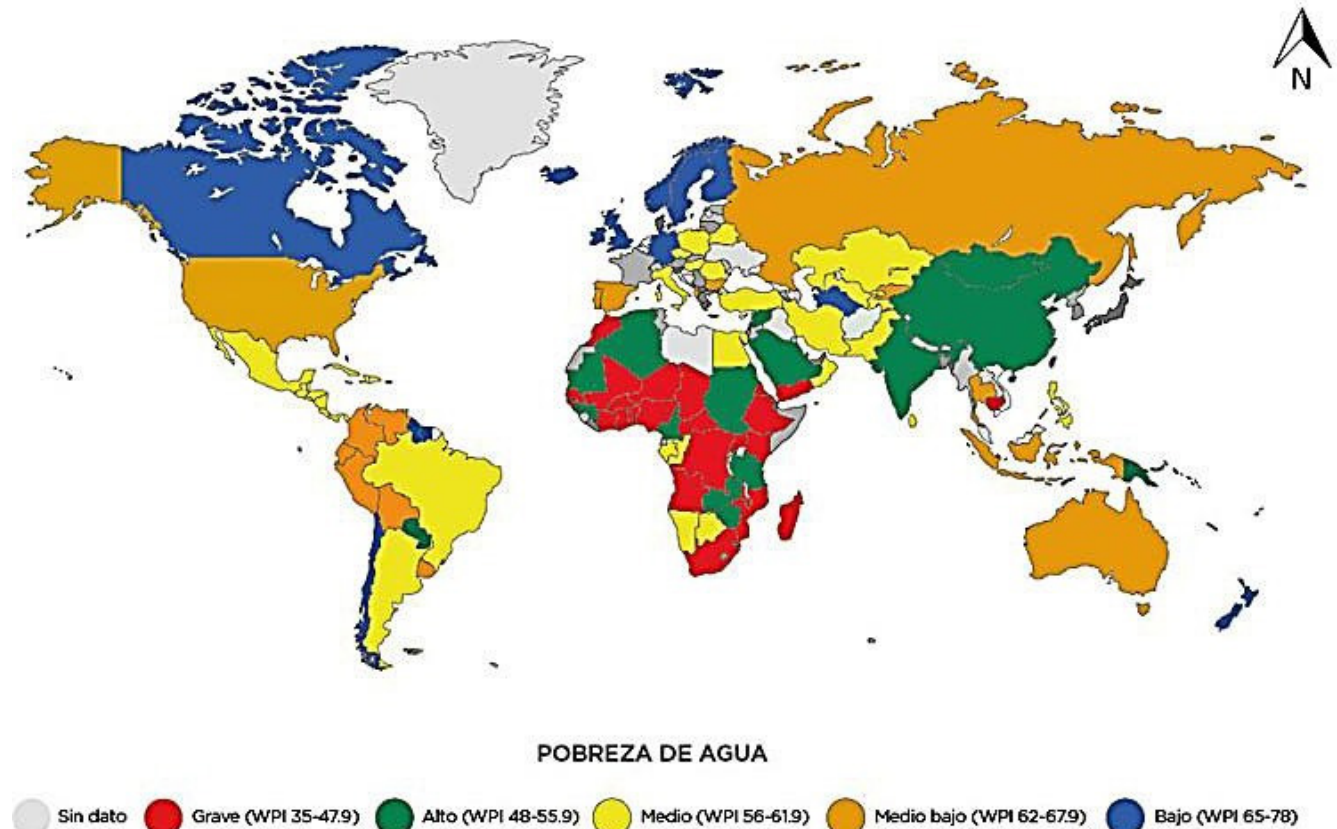 N
POBREZA DE AGUA
Sin dato Grave (WPI 35-47.9) Alto (WPI 48-55.9) Medio (WPI 56-61.9) Medio bajo (WPI 62-67.9) Bajo (WPI 65-78)